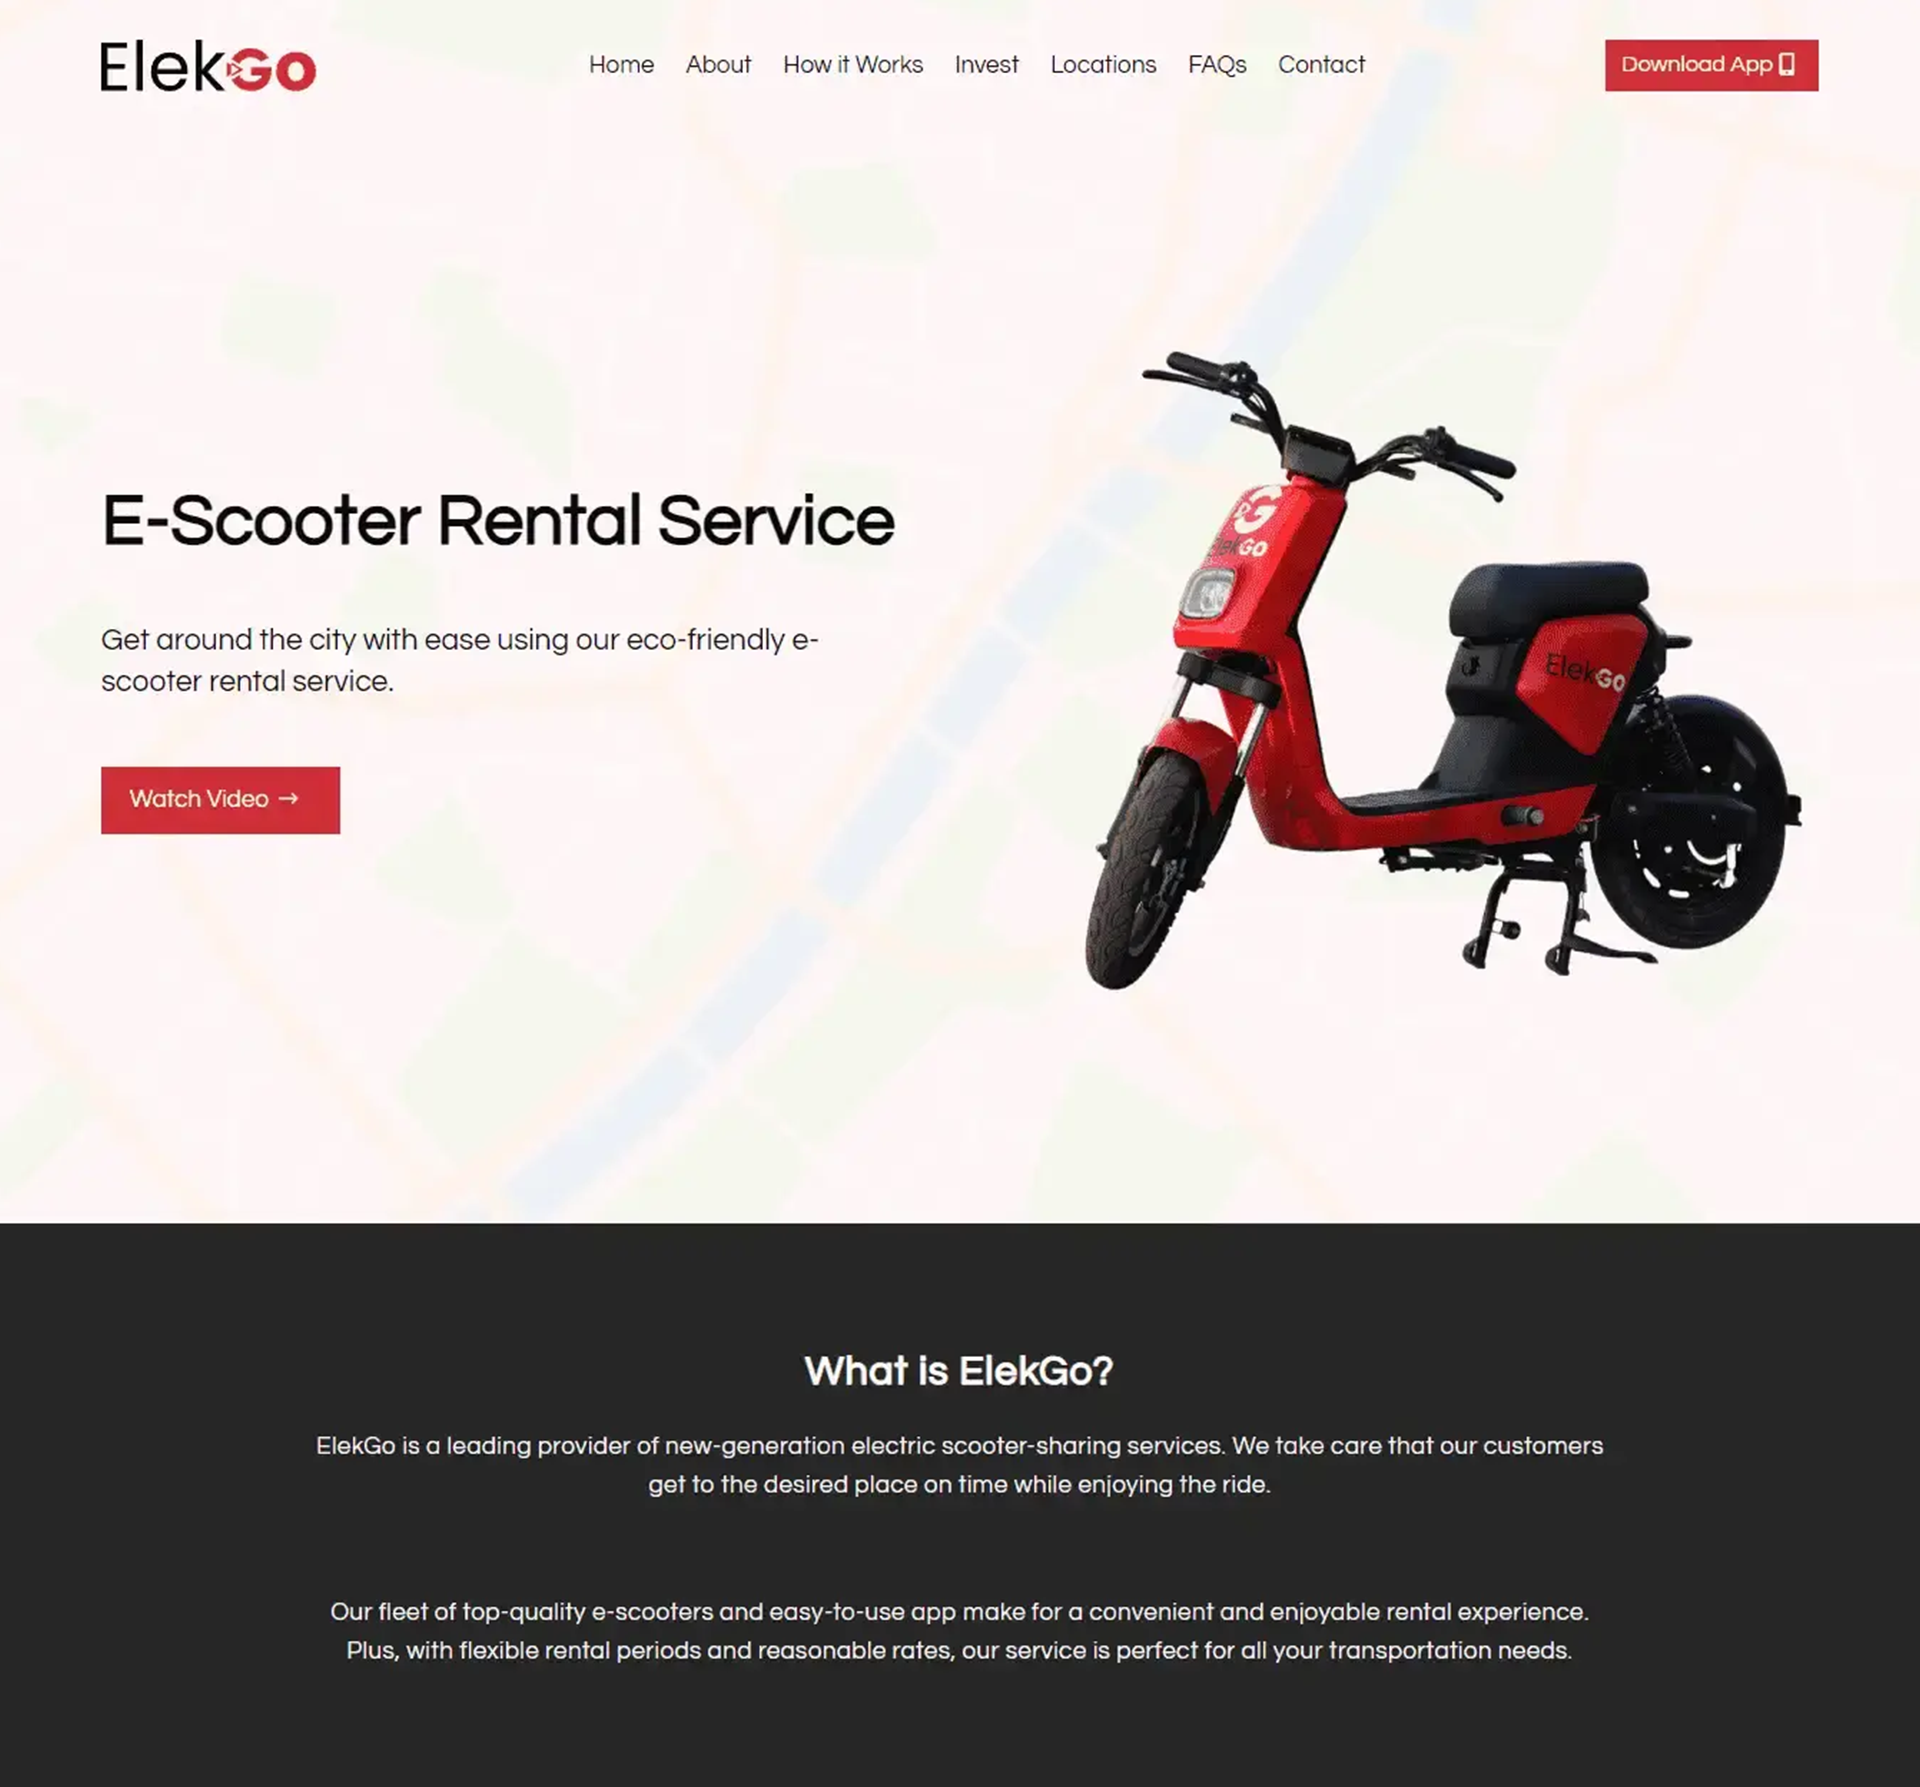 ElekGo
Home About How it Works Invest Locations FAQs Contact
Download App
E-Scooter Rental Service
Get around the city with ease using our eco-friendly e-
scooter rental service.
Watch Video →
G
ElekGo
ElekGo
What is ElekGo?
ElekGo is a leading provider of new-generation electric scooter-sharing services. We take care that our customers
get to the desired place on time while enjoying the ride.
Our fleet of top-quality e-scooters and easy-to-use app make for a convenient and enjoyable rental experience.
Plus, with flexible rental periods and reasonable rates, our service is perfect for all your transportation needs.